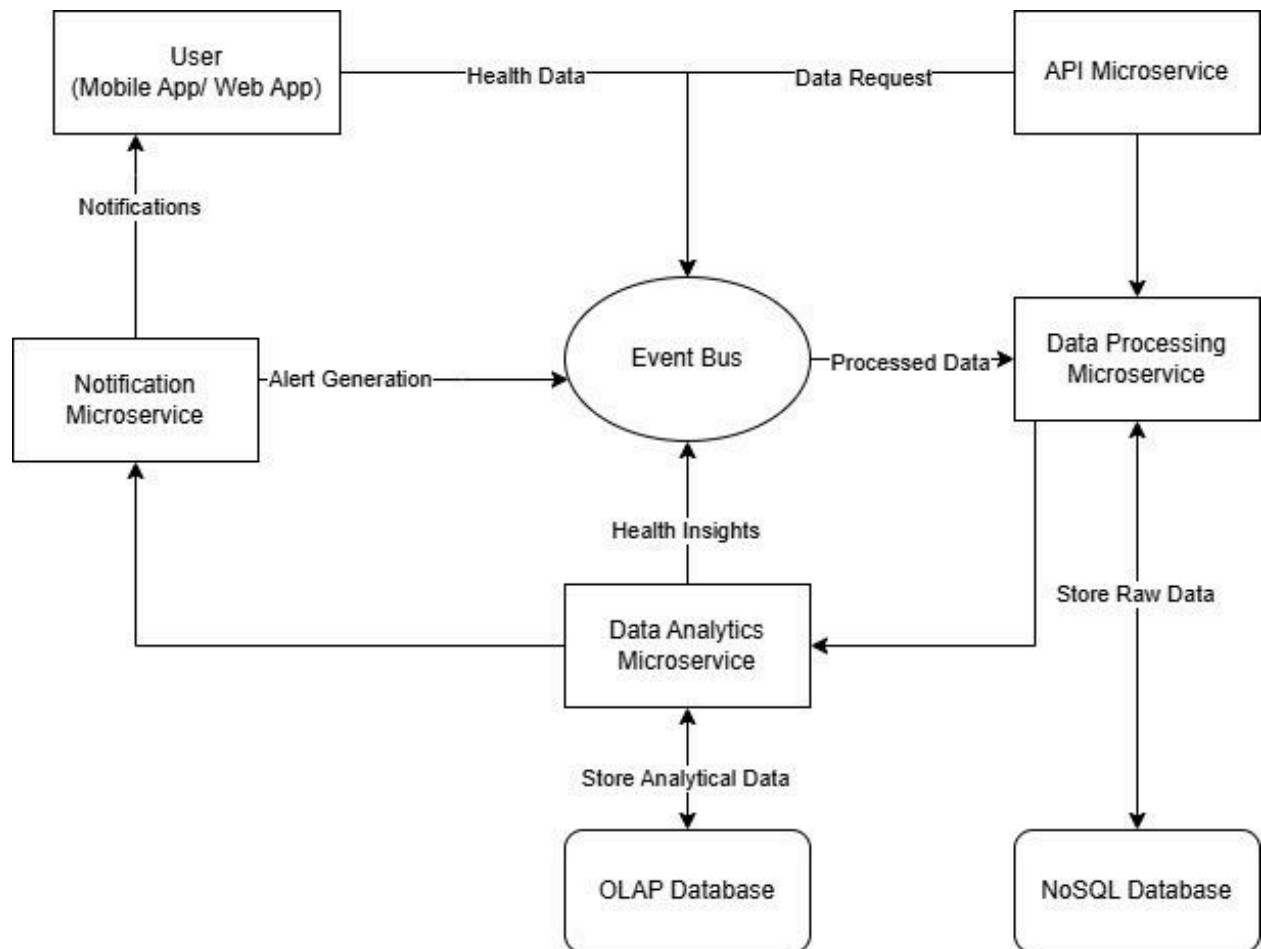 User
(Mobile App/ Web App)
Health Data
Data Request
API Microservice
Notifications
Event Bus
Processed Data
Data Processing
Microservice
Notification
Microservice
Alert Generation
Health Insights
Data Analytics
Microservice
Store Raw Data
Store Analytical Data
OLAP Database
NoSQL Database